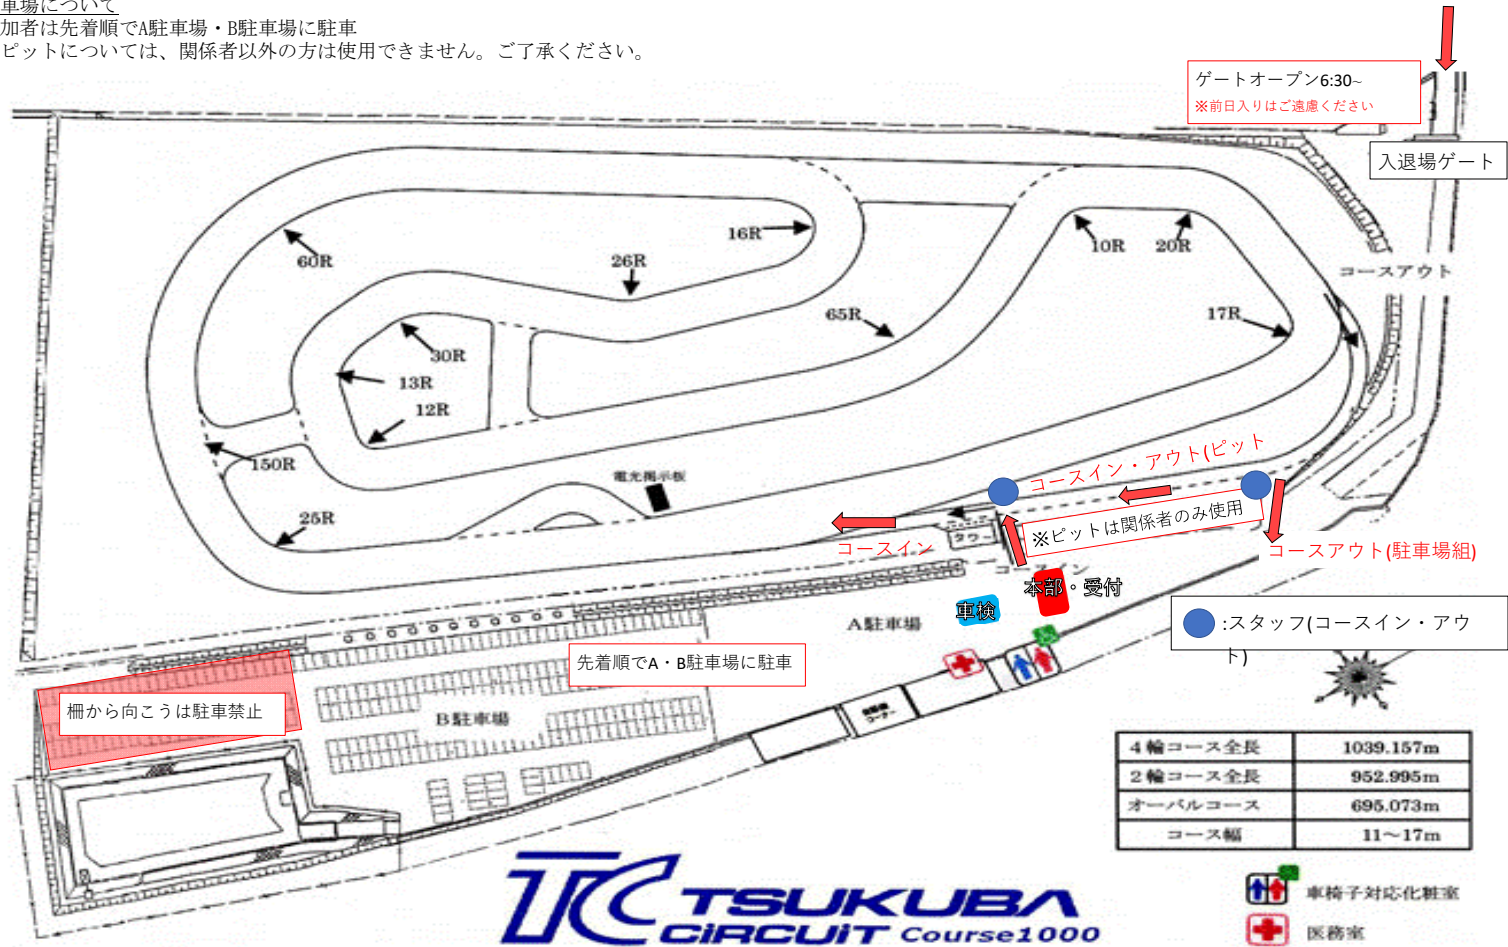 車場について
加者は先着順でA駐車場・B駐車場に駐車
ピットについては、関係者以外の方は使用できません。ご了承ください。
ゲートオープン6:30~
※前日入りはご遠慮ください
入退場ゲート
16R
10R
20R
60R
26R
コースアウト
65R
17R
30R
13R
12R
150R
電光掲示板
コースイン・アウト(ピット
25R
※ピットは関係者のみ使用
タワー
コースイン
コースアウト(駐車場組)
コースイン
本部・受付
車検
A駐車場
:スタッフ(コースイン・アウ
ト)
先着順でA・B駐車場に駐車
柵から向こうは駐車禁止
B駐車場
4輪コース全長 1039.157m
2輪コース全長 952.995m
オーバルコース 695.073m
コース幅 11〜17m
TC TSUKUBA
CiRCUiT Course1000
車椅子対応化粧室
医務室